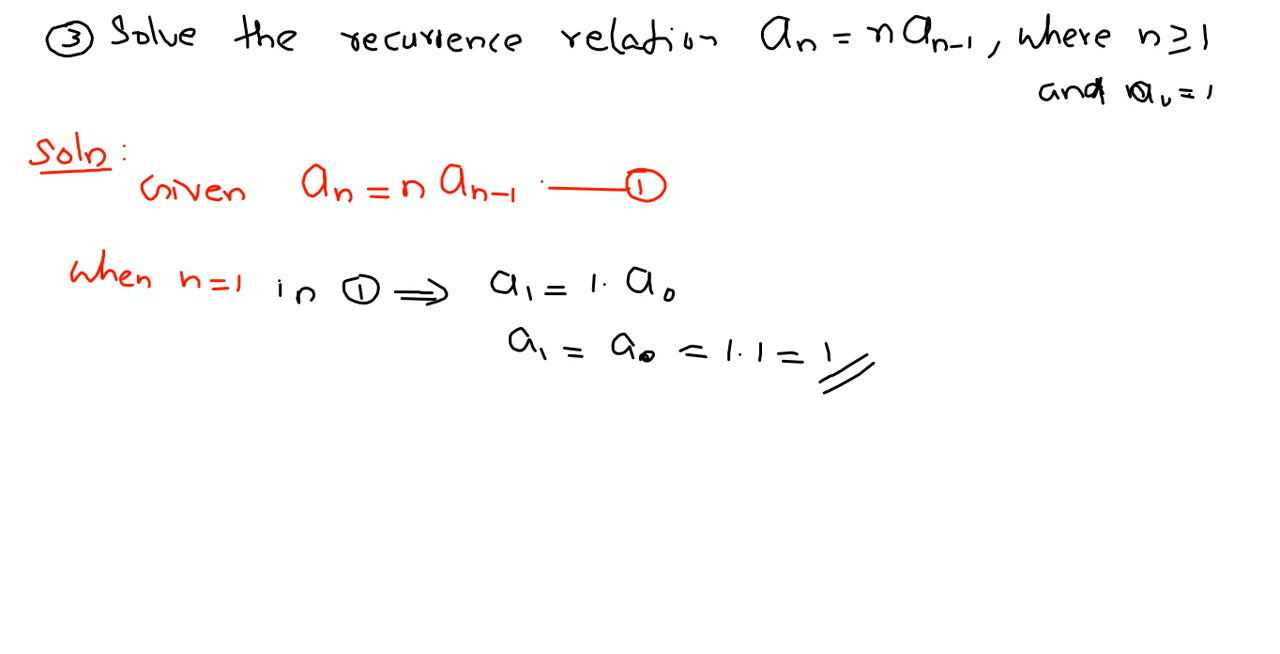 ③ Solve the recurrence relation aₙ = n aₙ₋₁, where n ≥ 1
and a₀ = 1
Soln:
Given aₙ = n aₙ₋₁ —— ①
When n=1 in ① ⟹ a₁ = 1. a₀
a₁ = a₀ = 1.1 = 1